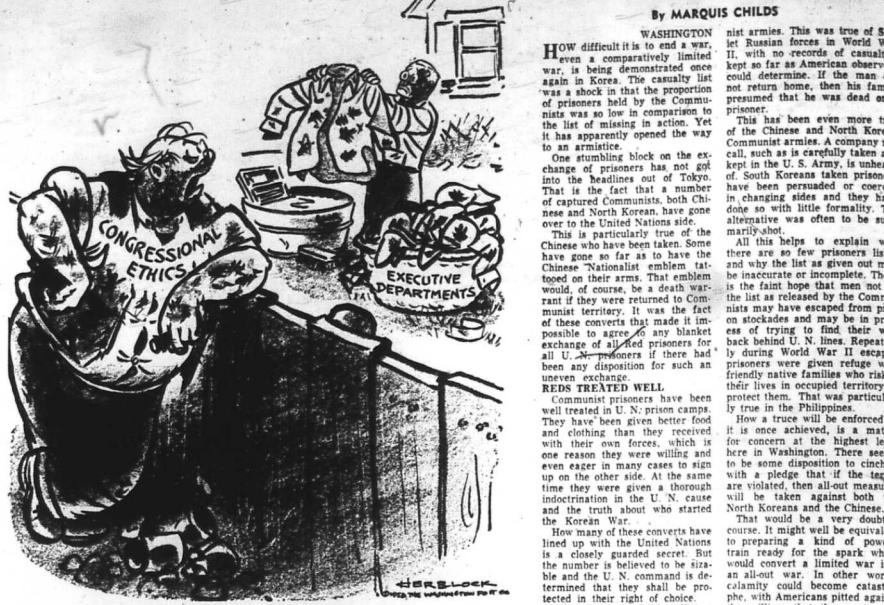 CONGRESSIONAL
ETHICS
EXECUTIVE
DEPARTMENTS
HERBLOCK
By MARQUIS CHILDS
WASHINGTON
HOW difficult it is to end a war,
even a comparatively limited
war, is being demonstrated once
again in Korea. The casualty list
was a shock in that the proportion
of prisoners held by the Commu-
nists was so low in comparison to
the list of missing in action. Yet
it has apparently opened the way
to an armistice.
One stumbling block on the ex-
change of prisoners has not got
into the headlines out of Tokyo.
That is the fact that a number
of captured Communists, both Chi-
nese and North Korean, have gone
over to the United Nations side.
This is particularly true of the
Chinese who have been taken. Some
have gone so far as to have the
Chinese Nationalist emblem tat-
tooed on their arms. That emblem
would, of course, be a death war-
rant if they were returned to Com-
munist territory. It was the fact
of these converts that made it im-
possible to agree to any blanket
exchange of all Red prisoners for
all U. N. prisoners if there had
been any disposition for such an
uneven exchange.
REDS TREATED WELL
Communist prisoners have been
well treated in U. N. prison camps.
They have been given better food
and clothing than they received
with their own forces, which is
one reason they were willing and
even eager in many cases to sign
up on the other side. At the same
time they were given a thorough
indoctrination in the U. N. cause
and the truth about who started
the Korean War.
How many of these converts have
lined up with the United Nations
is a closely guarded secret. But
the number is believed to be siza-
ble and the U. N. command is de-
termined that they shall be pro-
tected in their right of choice.
nist armies. This was true of S
iet Russian forces in World W
II, with no records of casualt
kept so far as American observ
could determine. If the man
not return home, then his fam
presumed that he was dead o
prisoner.
This has been even more t
of the Chinese and North Kore
Communist armies. A company
call, such as is carefully taken a
kept in the U. S. Army, is unhea
of. South Koreans taken prison
have been persuaded or coer
in changing sides and they h
done so with little formality.
alternative was often to be su
marily shot.
All this helps to explain w
there are so few prisoners lis
and why the list as given out m
be inaccurate or incomplete. Th
is the faint hope that men not
the list as released by the Comm
nists may have escaped from p
on stockades and may be in pr
ess of trying to find their w
back behind U. N. lines. Repeat
ly during World War II escap
prisoners were given refuge w
friendly native families who risk
their lives in occupied territory
protect them. That was particul
ly true in the Philippines.
How a truce will be enforced
it is once achieved, is a mat
for concern at the highest le
here in Washington. There see
to be some disposition to cinch
with a pledge that if the te
are violated, then all-out measu
will be taken against both
North Koreans and the Chinese.
That would be a very doubt
course. It might well be equival
to preparing a kind of pow
train ready for the spark wh
would convert a limited war i
an all-out war. In other wor
calamity could become catast
phe, with Americans pitted agai